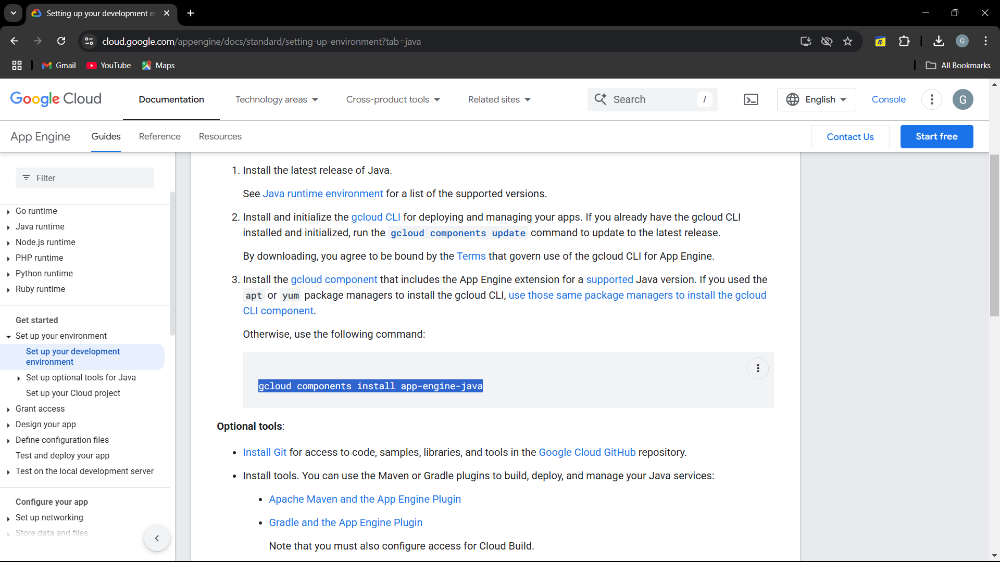 Setting up your development e
cloud.google.com/appengine/docs/standard/setting-up-environment?tab=java
G
Gmail
YouTube
Maps
All Bookmarks
Google Cloud
Documentation
Technology areas
Cross-product tools
Related sites
Search
/
English
Console
G
App Engine
Guides
Reference
Resources
Contact Us
Start free
Filter
Go runtime
Java runtime
Node.js runtime
PHP runtime
Python runtime
Ruby runtime
Get started
Set up your environment
Set up your development
environment
Set up optional tools for Java
Set up your Cloud project
Grant access
Design your app
Define configuration files
Test and deploy your app
Test on the local development server
Configure your app
Set up networking
Store data and files
1. Install the latest release of Java.
See Java runtime environment for a list of the supported versions.
2. Install and initialize the gcloud CLI for deploying and managing your apps. If you already have the gcloud CLI
installed and initialized, run the gcloud components update command to update to the latest release.
By downloading, you agree to be bound by the Terms that govern use of the gcloud CLI for App Engine.
3. Install the gcloud component that includes the App Engine extension for a supported Java version. If you used the
apt or yum package managers to install the gcloud CLI, use those same package managers to install the gcloud
CLI component.
Otherwise, use the following command:
gcloud components install app-engine-java
Optional tools:
• Install Git for access to code, samples, libraries, and tools in the Google Cloud GitHub repository.
• Install tools. You can use the Maven or Gradle plugins to build, deploy, and manage your Java services:
• Apache Maven and the App Engine Plugin
• Gradle and the App Engine Plugin
Note that you must also configure access for Cloud Build.